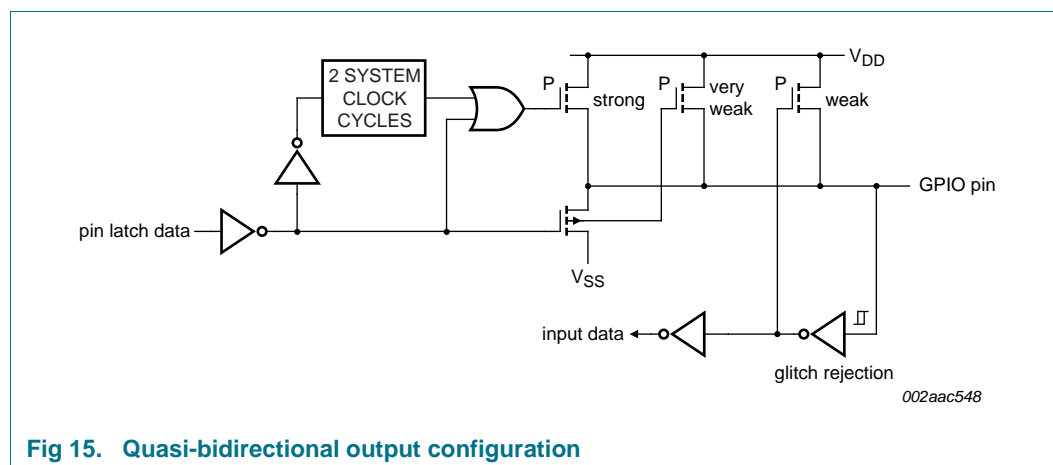 2 SYSTEM
CLOCK
CYCLES
P
strong
P
very
weak
P
weak
VDD
GPIO pin
pin latch data
VSS
input data
glitch rejection
002aac548
Fig 15. Quasi-bidirectional output configuration